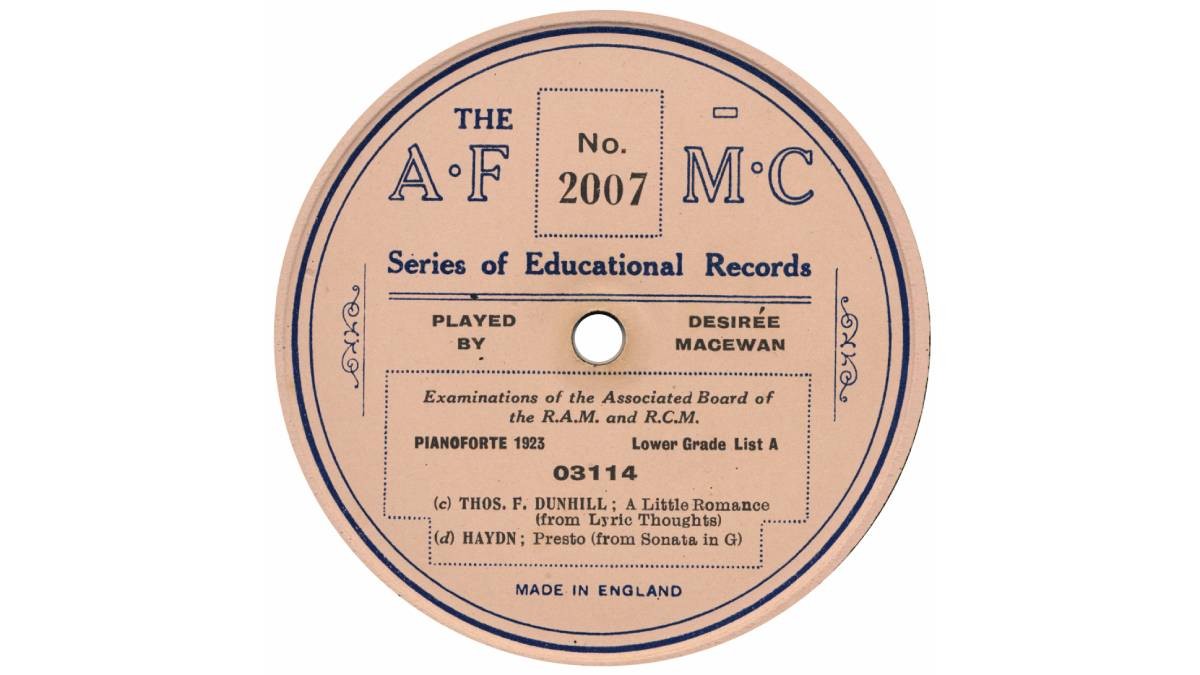 THE
A·F M·C
No.
2007
Series of Educational Records
PLAYED BY
DESIRÉE MACEWAN
Examinations of the Associated Board of
the R.A.M. and R.C.M.
PIANOFORTE 1923 Lower Grade List A
03114
(c) THOS. F. DUNHILL; A Little Romance
(from Lyric Thoughts)
(d) HAYDN; Presto (from Sonata in G)
MADE IN ENGLAND